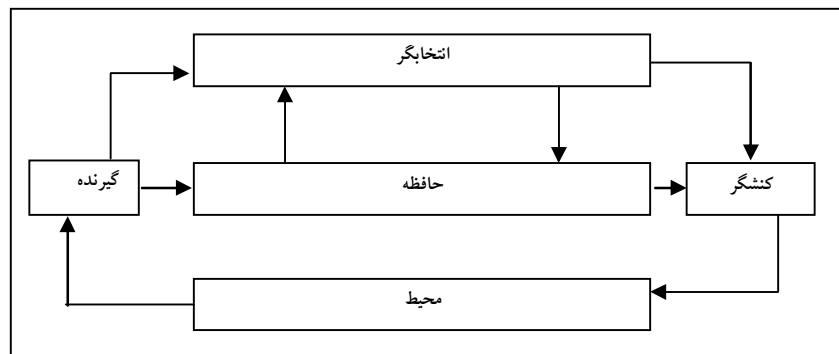 انتخابگر
گیرنده
حافظه
کنشگر
محیط